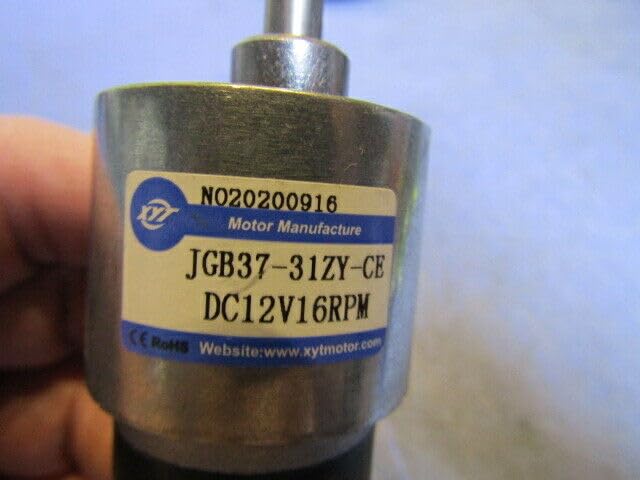 NO20200916
XYT
Motor Manufacture
JGB37-31ZY-CE
DC12V16RPM
CE RoHS Website:www.xytmotor.com